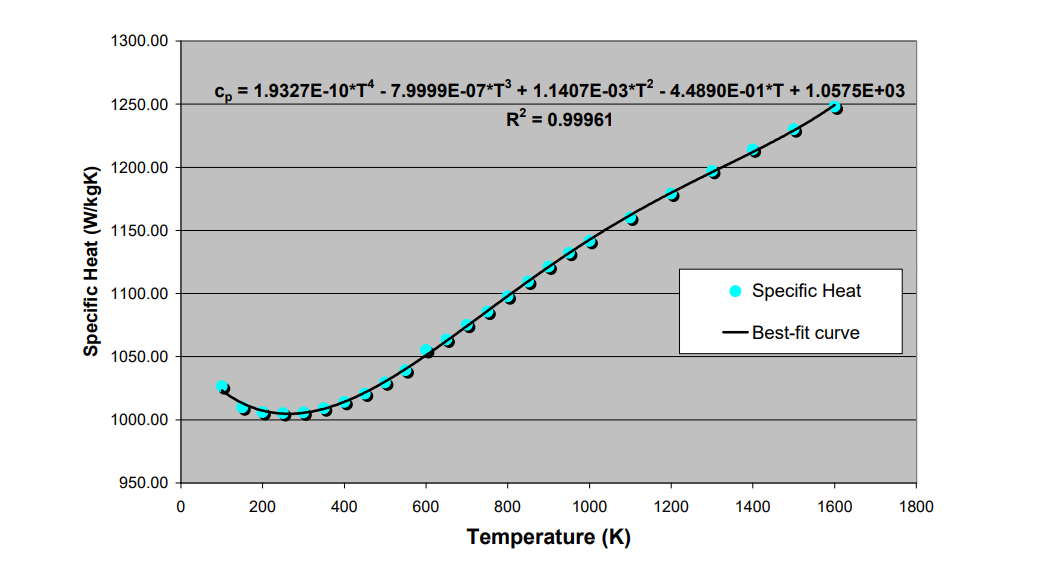 1300.00
1250.00
1200.00
1150.00
1100.00
1050.00
1000.00
950.00
Specific Heat (W/kgK)
cp = 1.9327E-10*T⁴ - 7.9999E-07*T³ + 1.1407E-03*T² - 4.4890E-01*T + 1.0575E+03
R² = 0.99961
Specific Heat
Best-fit curve
0 200 400 600 800 1000 1200 1400 1600 1800
Temperature (K)